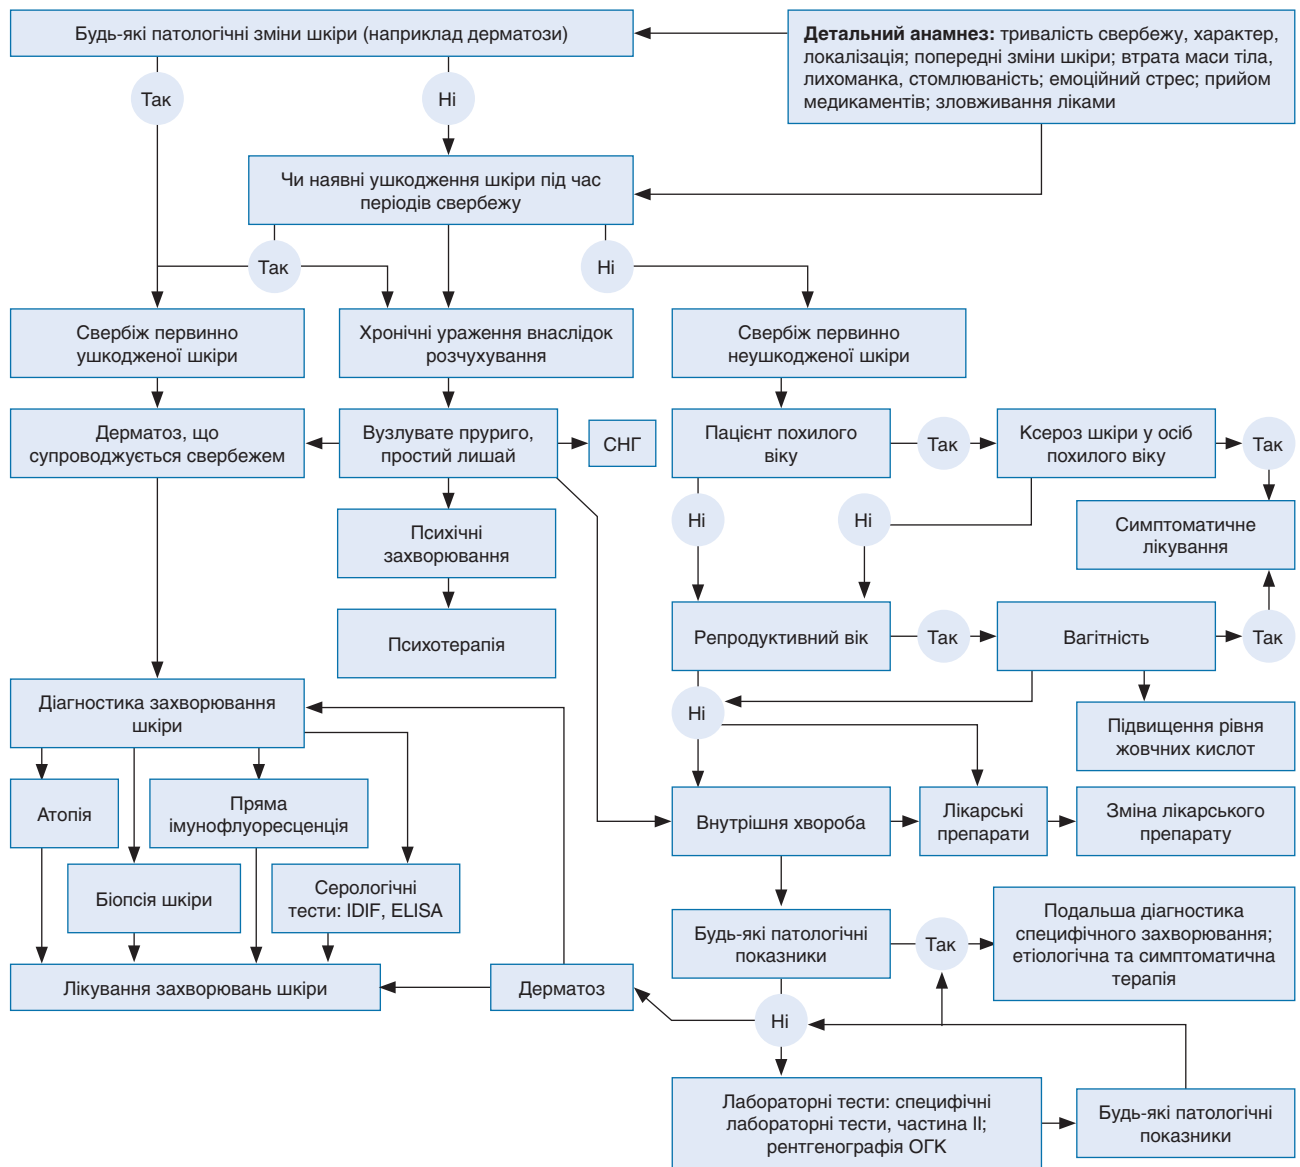 Будь-які патологічні зміни шкіри (наприклад дерматози)
Детальний анамнез: тривалість свербежу, характер,
локалізація; попередні зміни шкіри; втрата маси тіла,
лихоманка, стомлюваність; емоційний стрес; прийом
медикаментів; зловживання ліками
Так
Ні
Чи наявні ушкодження шкіри під час
періодів свербежу
Так
Ні
Свербіж первинно
ушкодженої шкіри
Хронічні ураження внаслідок
розчухування
Свербіж первинно
неушкодженої шкіри
Дерматоз, що
супроводжується свербежем
Вузлувате пруриго,
простий лишай
СНГ
Пацієнт похилого
віку
Так
Ксероз шкіри у осіб
похилого віку
Так
Ні
Ні
Симптоматичне
лікування
Психічні
захворювання
Психотерапія
Репродуктивний вік
Так
Вагітність
Так
Діагностика захворювання
шкіри
Ні
Підвищення рівня
жовчних кислот
Атопія
Пряма
імунофлуоресценція
Внутрішня хвороба
Лікарські
препарати
Зміна лікарського
препарату
Біопсія шкіри
Серологічні
тести: IDIF, ELISA
Будь-які патологічні
показники
Так
Подальша діагностика
специфічного захворювання;
етіологічна та симптоматична
терапія
Лікування захворювань шкіри
Дерматоз
Ні
Лабораторні тести: специфічні
лабораторні тести, частина II;
рентгенографія ОГК
Будь-які патологічні
показники